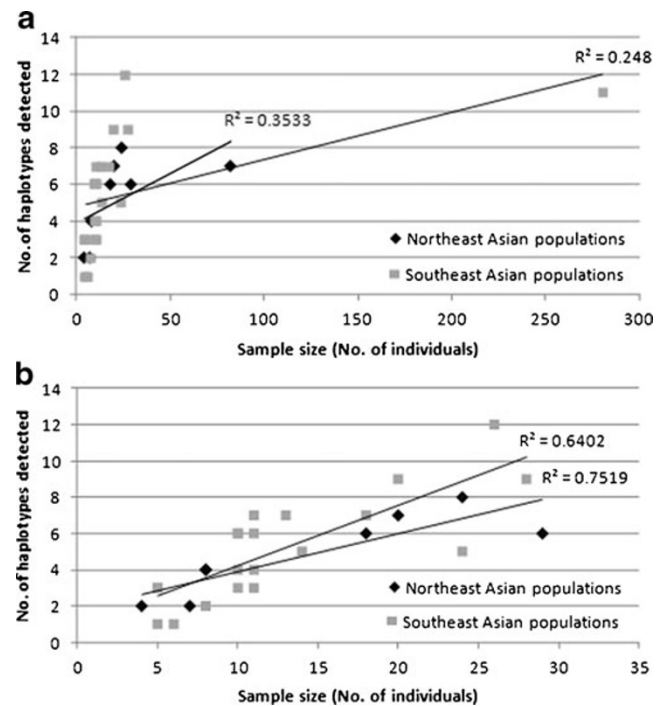 a
14
12
10
8
6
4
2
0
No. of haplotypes detected
R² = 0.248
R² = 0.3533
Northeast Asian populations
Southeast Asian populations
0 50 100 150 200 250 300
Sample size (No. of individuals)
b
14
12
10
8
6
4
2
0
No. of haplotypes detected
R² = 0.6402
R² = 0.7519
Northeast Asian populations
Southeast Asian populations
0 5 10 15 20 25 30 35
Sample size (No. of individuals)